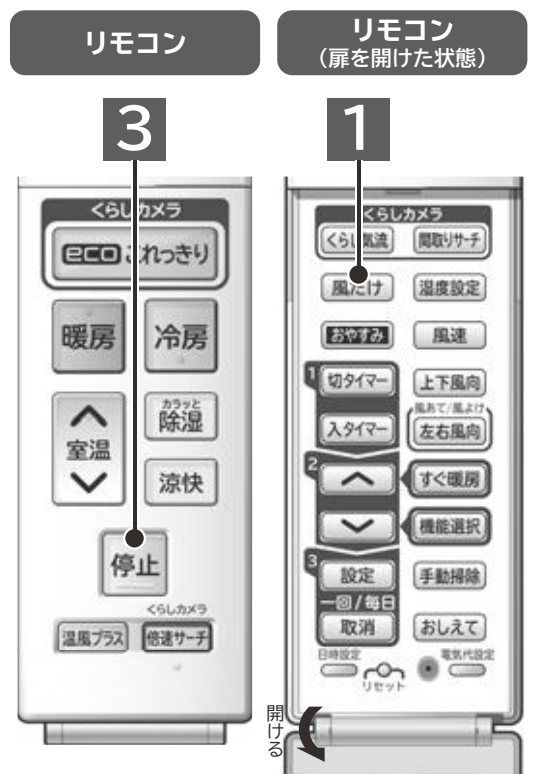 リモコン
3
くらしカメラ
eco これっきり
暖房
冷房
室温
カラッと
除湿
涼快
停止
くらしカメラ
温風プラス
倍速サーチ
リモコン
(扉を開けた状態)
1
くらしカメラ
くらし気流
間取りサーチ
風だけ
温度設定
おやすみ
風速
1
切タイマー
上下風向
風あて/風よけ
入タイマー
左右風向
2
すぐ暖房
機能選択
3
設定
手動掃除
一回/毎日
取消
おしえて
日時設定
リセット
電気代設定
開ける